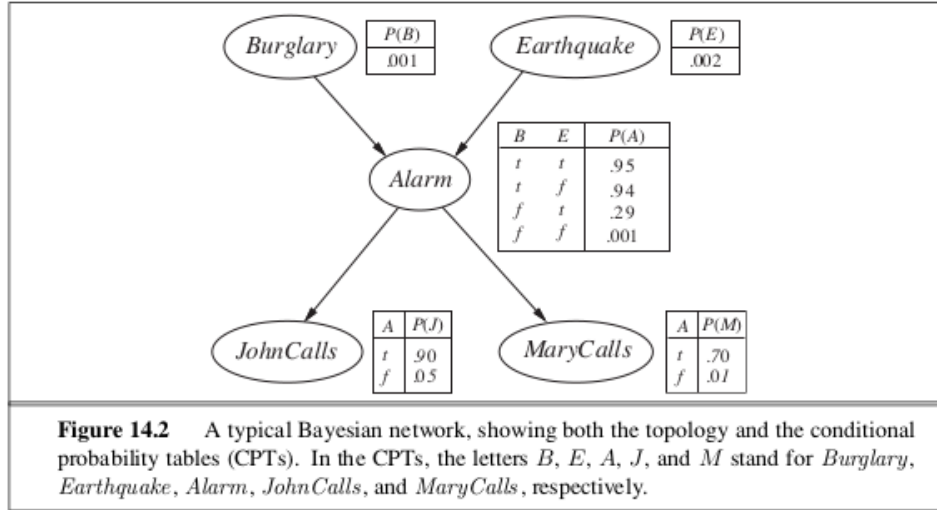 Burglary
P(B)
.001
Earthquake
P(E)
.002
Alarm
B E P(A)
t t .95
t f .94
f t .29
f f .001
JohnCalls
A P(J)
t .90
f .05
MaryCalls
A P(M)
t .70
f .01
Figure 14.2 A typical Bayesian network, showing both the topology and the conditional
probability tables (CPTs). In the CPTs, the letters B, E, A, J, and M stand for Burglary,
Earthquake, Alarm, JohnCalls, and MaryCalls, respectively.